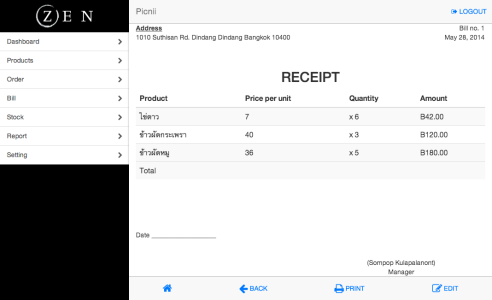 ZEN
Dashboard
Products
Order
Bill
Stock
Report
Setting
Picnii
LOGOUT
Address
Bill no. 1
1010 Suthisan Rd. Dindang Dindang Bangkok 10400
May 28, 2014
RECEIPT
Product Price per unit Quantity Amount
ไข่ดาว 7 x 6 B42.00
ข้าวผัดกระเพรา 40 x 3 B120.00
ข้าวผัดหมู 36 x 5 B180.00
Total
Date ____________________
(Sompop Kulapalanont)
Manager
BACK PRINT EDIT